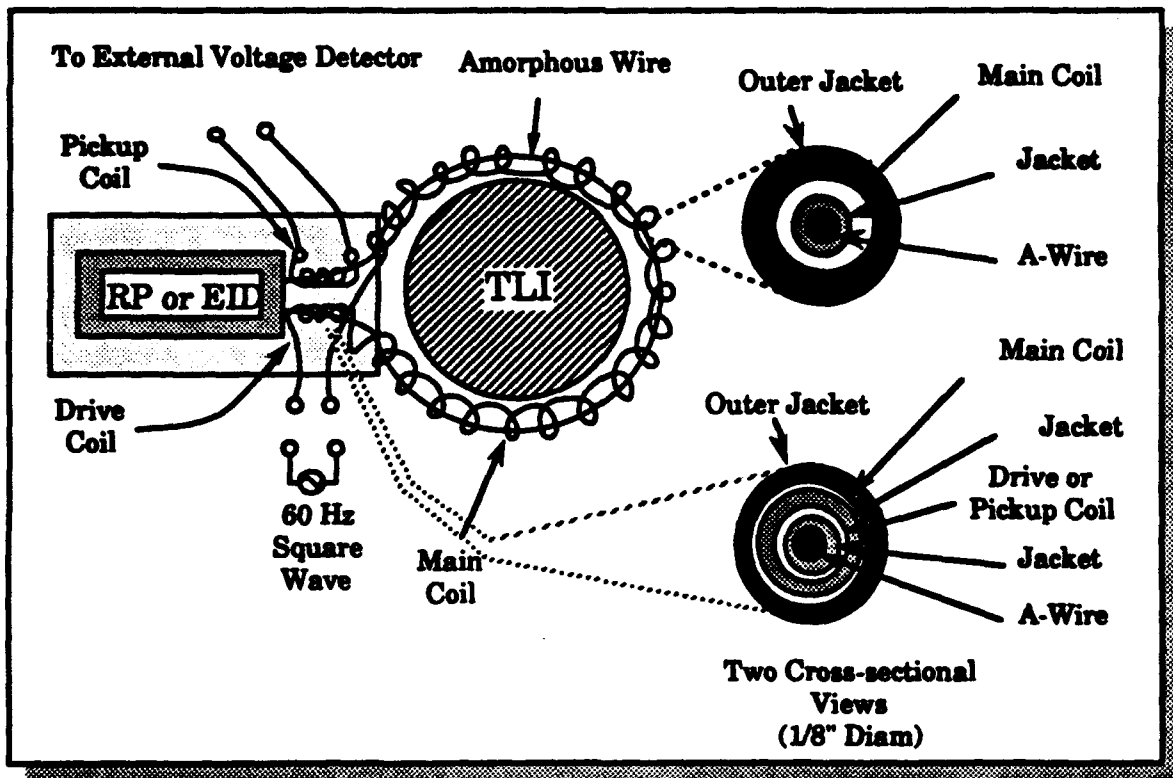 To External Voltage Detector
Amorphous Wire
Outer Jacket
Main Coil
Pickup
Coil
Jacket
A-Wire
TLI
RP or EID
Main Coil
Drive
Coil
Outer Jacket
Jacket
Drive or
Pickup Coil
60 Hz
Square
Wave
Main
Coil
Jacket
A-Wire
Two Cross-sectional
Views
(1/8" Diam)